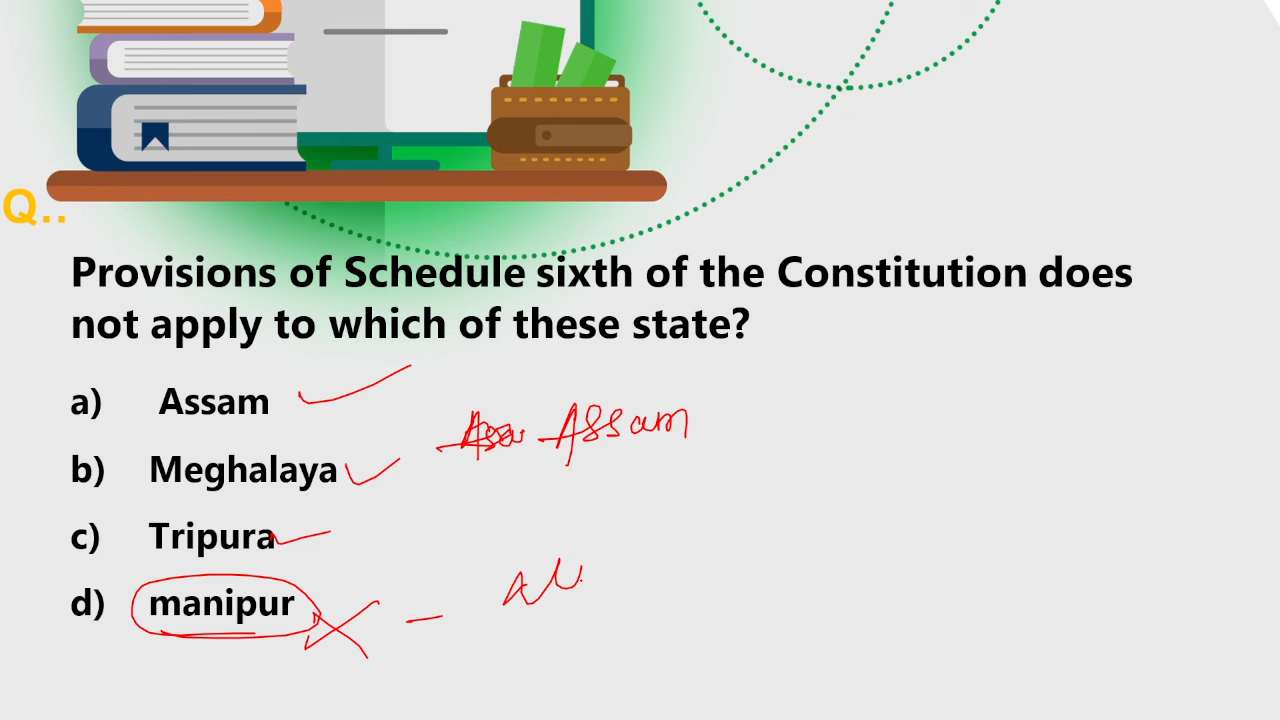 Q..
Provisions of Schedule sixth of the Constitution does
not apply to which of these state?
a) Assam
Assam
b) Meghalaya
c) Tripura
d) manipur